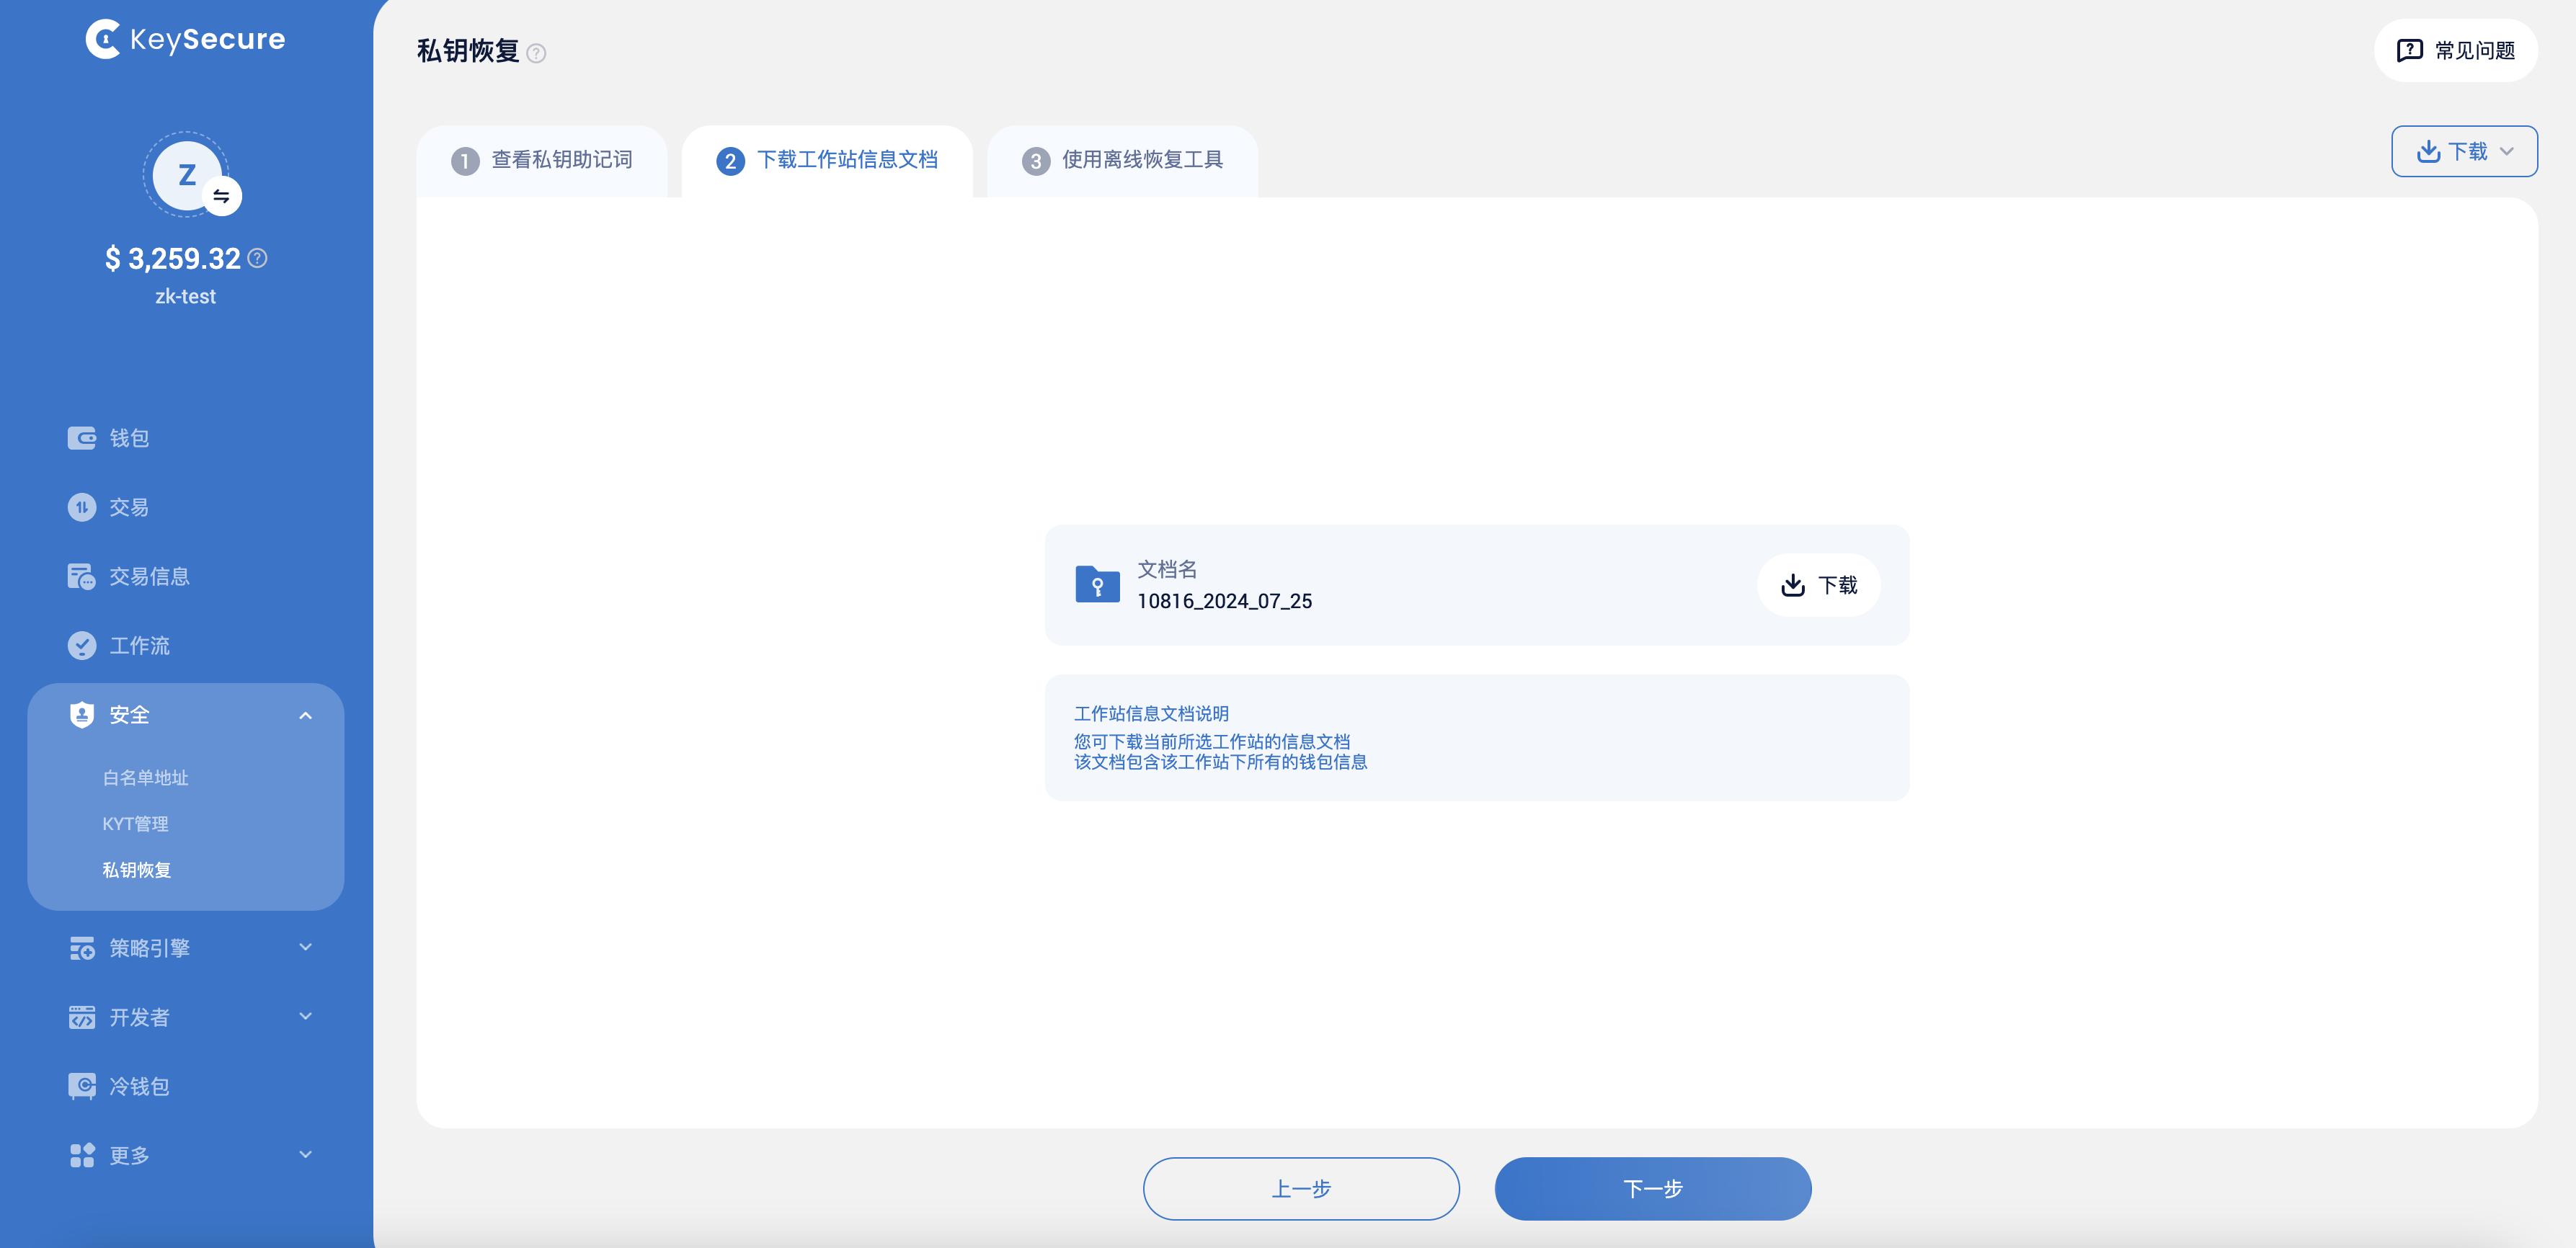 KeySecure
Z
$ 3,259.32
zk-test
钱包
交易
交易信息
工作流
安全
白名单地址
KYT管理
私钥恢复
策略引擎
开发者
冷钱包
更多
私钥恢复
常见问题
1 查看私钥助记词
2 下载工作站信息文档
3 使用离线恢复工具
下载
文档名
10816_2024_07_25
下载
工作站信息文档说明
您可下载当前所选工作站的信息文档
该文档包含该工作站下所有的钱包信息
上一步
下一步